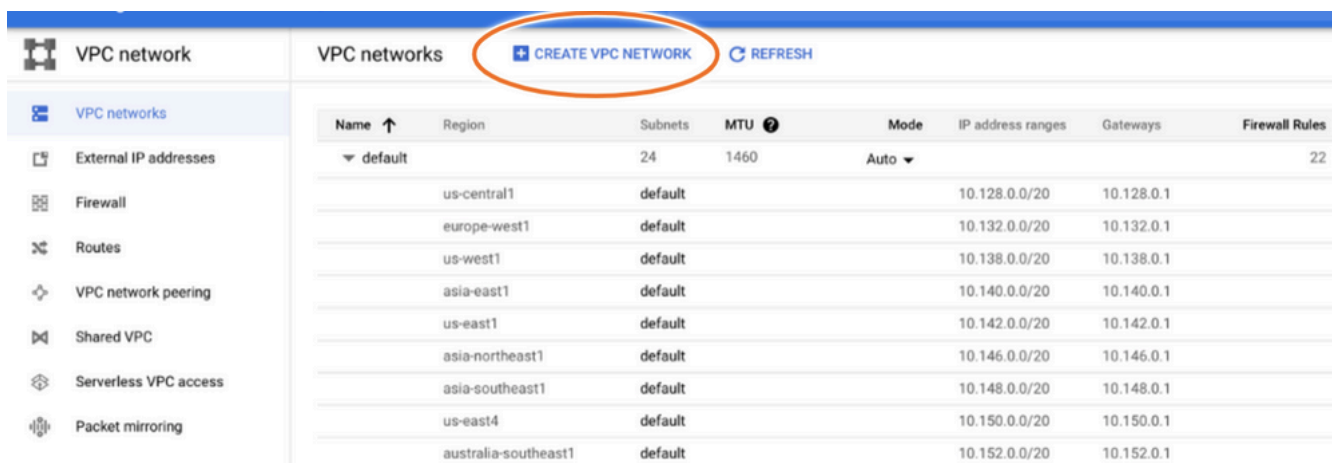 VPC network
VPC networks
External IP addresses
Firewall
Routes
VPC network peering
Shared VPC
Serverless VPC access
Packet mirroring
VPC networks CREATE VPC NETWORK REFRESH
Name Region Subnets MTU ? Mode IP address ranges Gateways Firewall Rules
default 24 1460 Auto 22
us-central1 default 10.128.0.0/20 10.128.0.1
europe-west1 default 10.132.0.0/20 10.132.0.1
us-west1 default 10.138.0.0/20 10.138.0.1
asia-east1 default 10.140.0.0/20 10.140.0.1
us-east1 default 10.142.0.0/20 10.142.0.1
asia-northeast1 default 10.146.0.0/20 10.146.0.1
asia-southeast1 default 10.148.0.0/20 10.148.0.1
us-east4 default 10.150.0.0/20 10.150.0.1
australia-southeast1 default 10.152.0.0/20 10.152.0.1